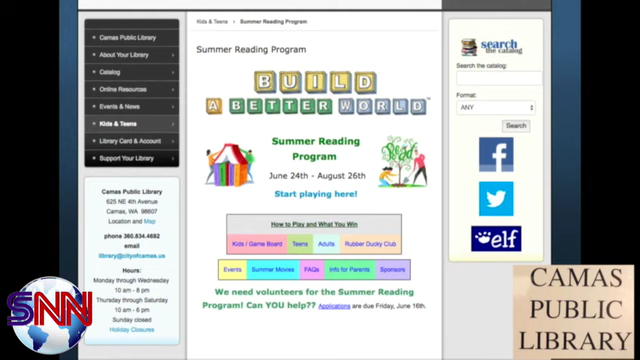 Kids & Teens › Summer Reading Program
Camas Public Library
About Your Library
Catalog
Online Resources
Events & News
Kids & Teens
Library Card & Account
Support Your Library
Camas Public Library
625 NE 4th Avenue
Camas, WA 98607
Location and Map
phone 360.834.4692
email
library@cityofcamas.us
Hours:
Monday through Wednesday
10 am - 8 pm
Thursday through Saturday
10 am - 6 pm
Sunday closed
Holiday Closures
Summer Reading Program
BUILD
A BETTER WORLD™
Summer Reading
Program
June 24th - August 26th
Start playing here!
Read
How to Play and What You Win
Kids / Game Board Teens Adults Rubber Ducky Club
Events Summer Movies FAQs Info for Parents Sponsors
We need volunteers for the Summer Reading
Program! Can YOU help?? Applications are due Friday, June 16th.
search
the catalog
Search the catalog:
Format:
ANY
Search
f
elf
SNN
CAMAS
PUBLIC
LIBRARY